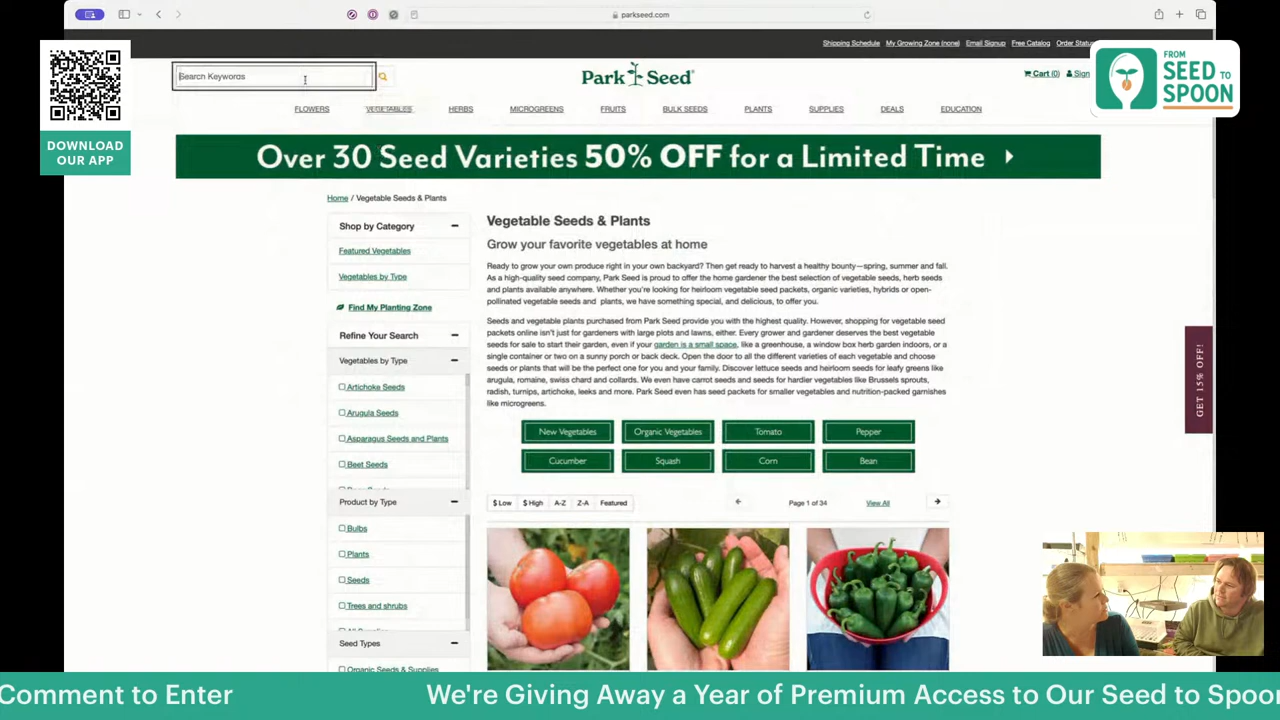 parkseed.com
Shipping Schedule My Growing Zone (none) Email Signup Free Catalog Order Status
Search Keywords
Park Seed
Cart (0) Sign
FROM
SEED
TO
SPOON
DOWNLOAD
OUR APP
FLOWERS VEGETABLES HERBS MICROGREENS FRUITS BULK SEEDS PLANTS SUPPLIES DEALS EDUCATION
Over 30 Seed Varieties 50% OFF for a Limited Time
Home / Vegetable Seeds & Plants
Shop by Category
Featured Vegetables
Vegetables by Type
Find My Planting Zone
Refine Your Search
Vegetables by Type
Artichoke Seeds
Arugula Seeds
Asparagus Seeds and Plants
Beet Seeds
Product by Type
Bulbs
Plants
Seeds
Trees and shrubs
Seed Types
Organic Seeds & Supplies
Vegetable Seeds & Plants
Grow your favorite vegetables at home
Ready to grow your own produce right in your own backyard? Then get ready to harvest a healthy bounty—spring, summer and fall.
As a high-quality seed company, Park Seed is proud to offer the home gardener the best selection of vegetable seeds, herb seeds
and plants available anywhere. Whether you're looking for heirloom vegetable seed packets, organic varieties, hybrids or open-
pollinated vegetable seeds and plants, we have something special, and delicious, to offer you.
Seeds and vegetable plants purchased from Park Seed provide you with the highest quality. However, shopping for vegetable seed
packets online isn't just for gardeners with large plots and lawns, either. Every grower and gardener deserves the best vegetable
seeds for sale to start their garden, even if your garden is a small space, like a greenhouse, a window box herb garden indoors, or a
single container or two on a sunny porch or back deck. Open the door to all the different varieties of each vegetable and choose
seeds or plants that will be the perfect one for you and your family. Discover lettuce seeds and heirloom seeds for leafy greens like
arugula, romaine, swiss chard and collards. We even have carrot seeds and seeds for hardier vegetables like Brussels sprouts,
radish, turnips, artichoke, leeks and more. Park Seed even has seed packets for smaller vegetables and nutrition-packed garnishes
like microgreens.
New Vegetables Organic Vegetables Tomato Pepper
Cucumber Squash Corn Bean
$ Low $ High A-Z Z-A Featured
Page 1 of 34 View All
GET 15% OFF!
Comment to Enter We're Giving Away a Year of Premium Access to Our Seed to Spoon